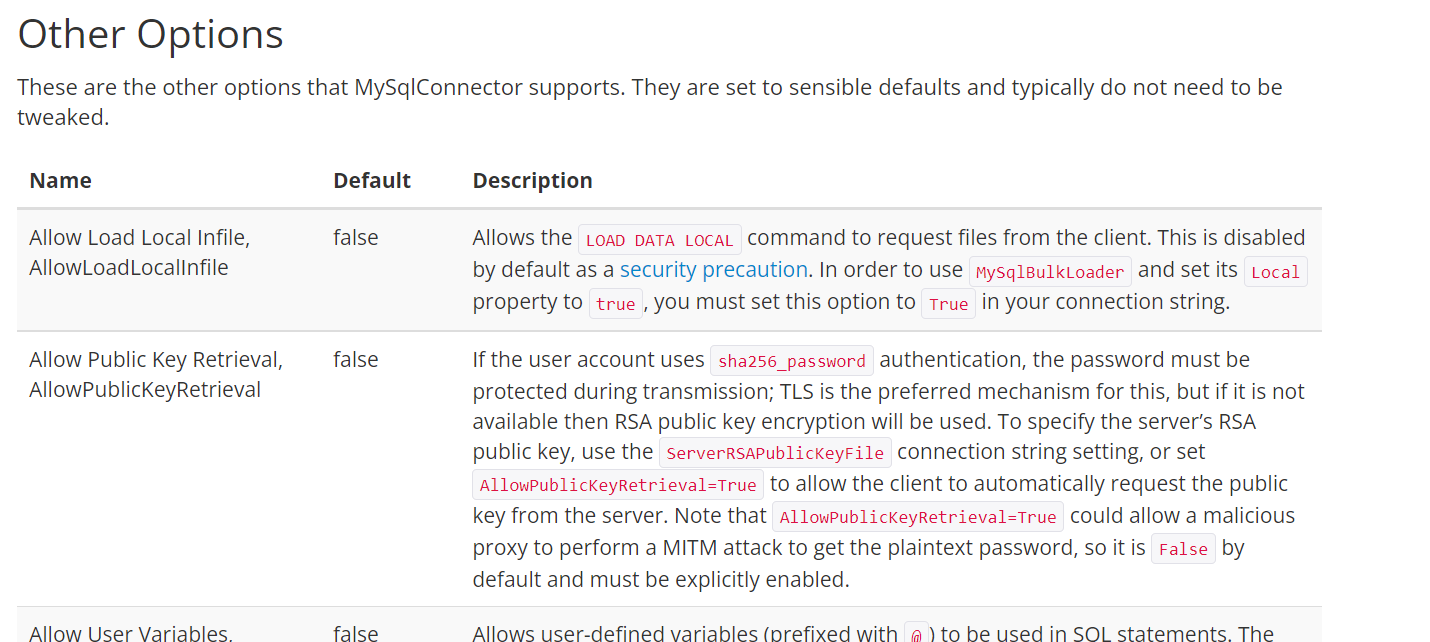 Other Options
These are the other options that MySqlConnector supports. They are set to sensible defaults and typically do not need to be
tweaked.
Name Default Description
Allow Load Local Infile, false Allows the LOAD DATA LOCAL command to request files from the client. This is disabled
AllowLoadLocalInfile by default as a security precaution. In order to use MySqlBulkLoader and set its Local
property to true, you must set this option to True in your connection string.
Allow Public Key Retrieval, false If the user account uses sha256_password authentication, the password must be
AllowPublicKeyRetrieval protected during transmission; TLS is the preferred mechanism for this, but if it is not
available then RSA public key encryption will be used. To specify the server’s RSA
public key, use the ServerRSAPublicKeyFile connection string setting, or set
AllowPublicKeyRetrieval=True to allow the client to automatically request the public
key from the server. Note that AllowPublicKeyRetrieval=True could allow a malicious
proxy to perform a MITM attack to get the plaintext password, so it is False by
default and must be explicitly enabled.
Allow User Variables, false Allows user-defined variables (prefixed with @) to be used in SQL statements. The